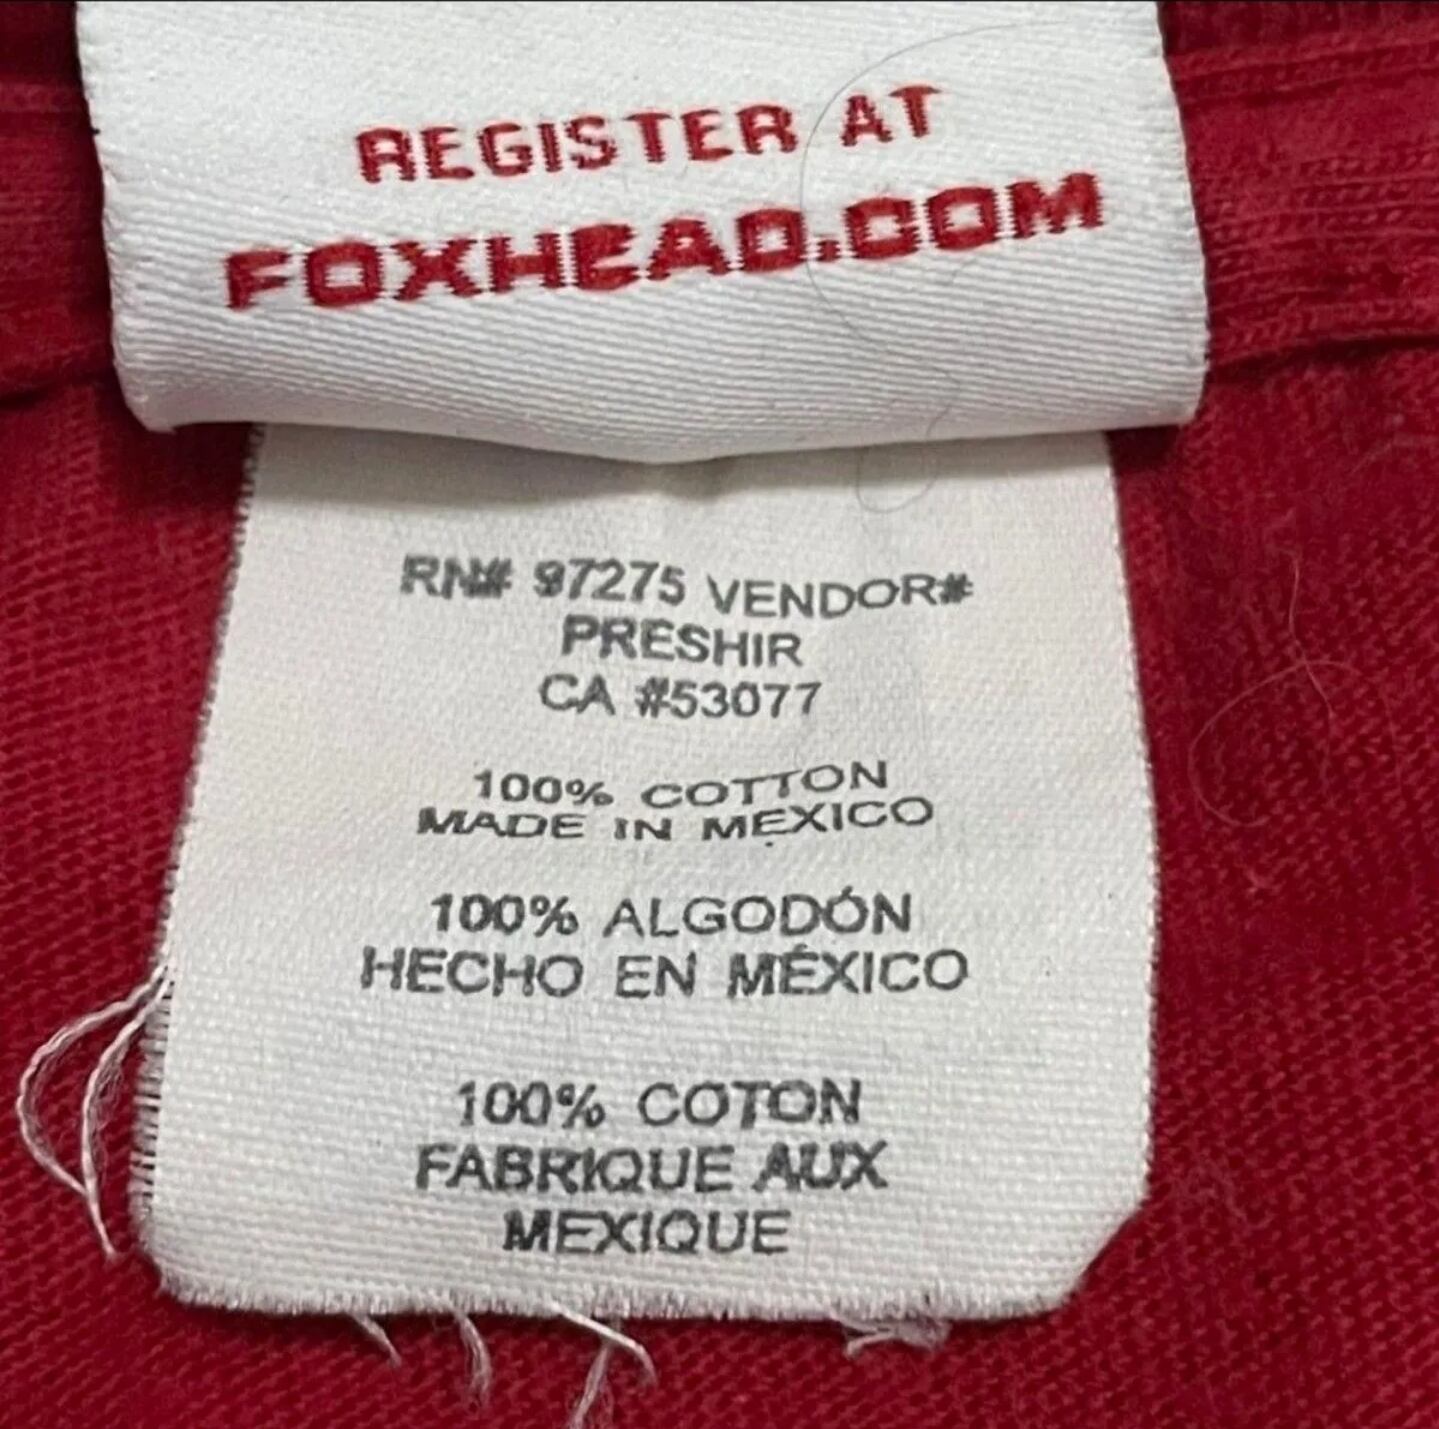 REGISTER AT
FOXHEAD.COM
RN# 97275 VENDOR#
PRESHIR
CA #53077
100% COTTON
MADE IN MEXICO
100% ALGODÓN
HECHO EN MÉXICO
100% COTON
FABRIQUE AUX
MEXIQUE